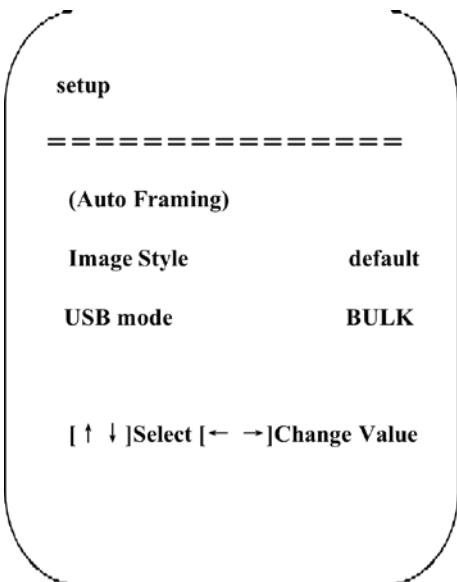 setup
===============
(Auto Framing)
Image Style default
USB mode BULK
[↑ ↓]Select [← →]Change Value